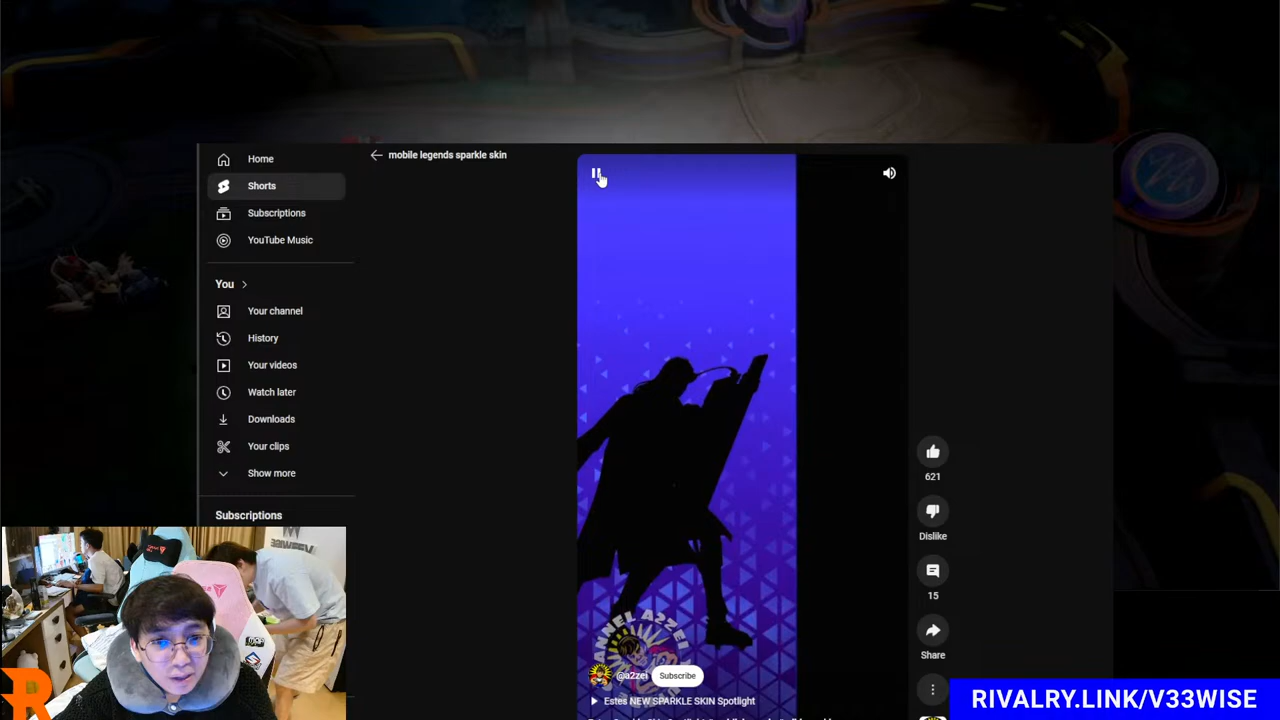 mobile legends sparkle skin
Home
Shorts
Subscriptions
YouTube Music
You
Your channel
History
Your videos
Watch later
Downloads
Your clips
Show more
Subscriptions
621
Dislike
15
Share
@a2zei
Subscribe
Estes NEW SPARKLE SKIN Spotlight
RIVALRY.LINK/V33WISE